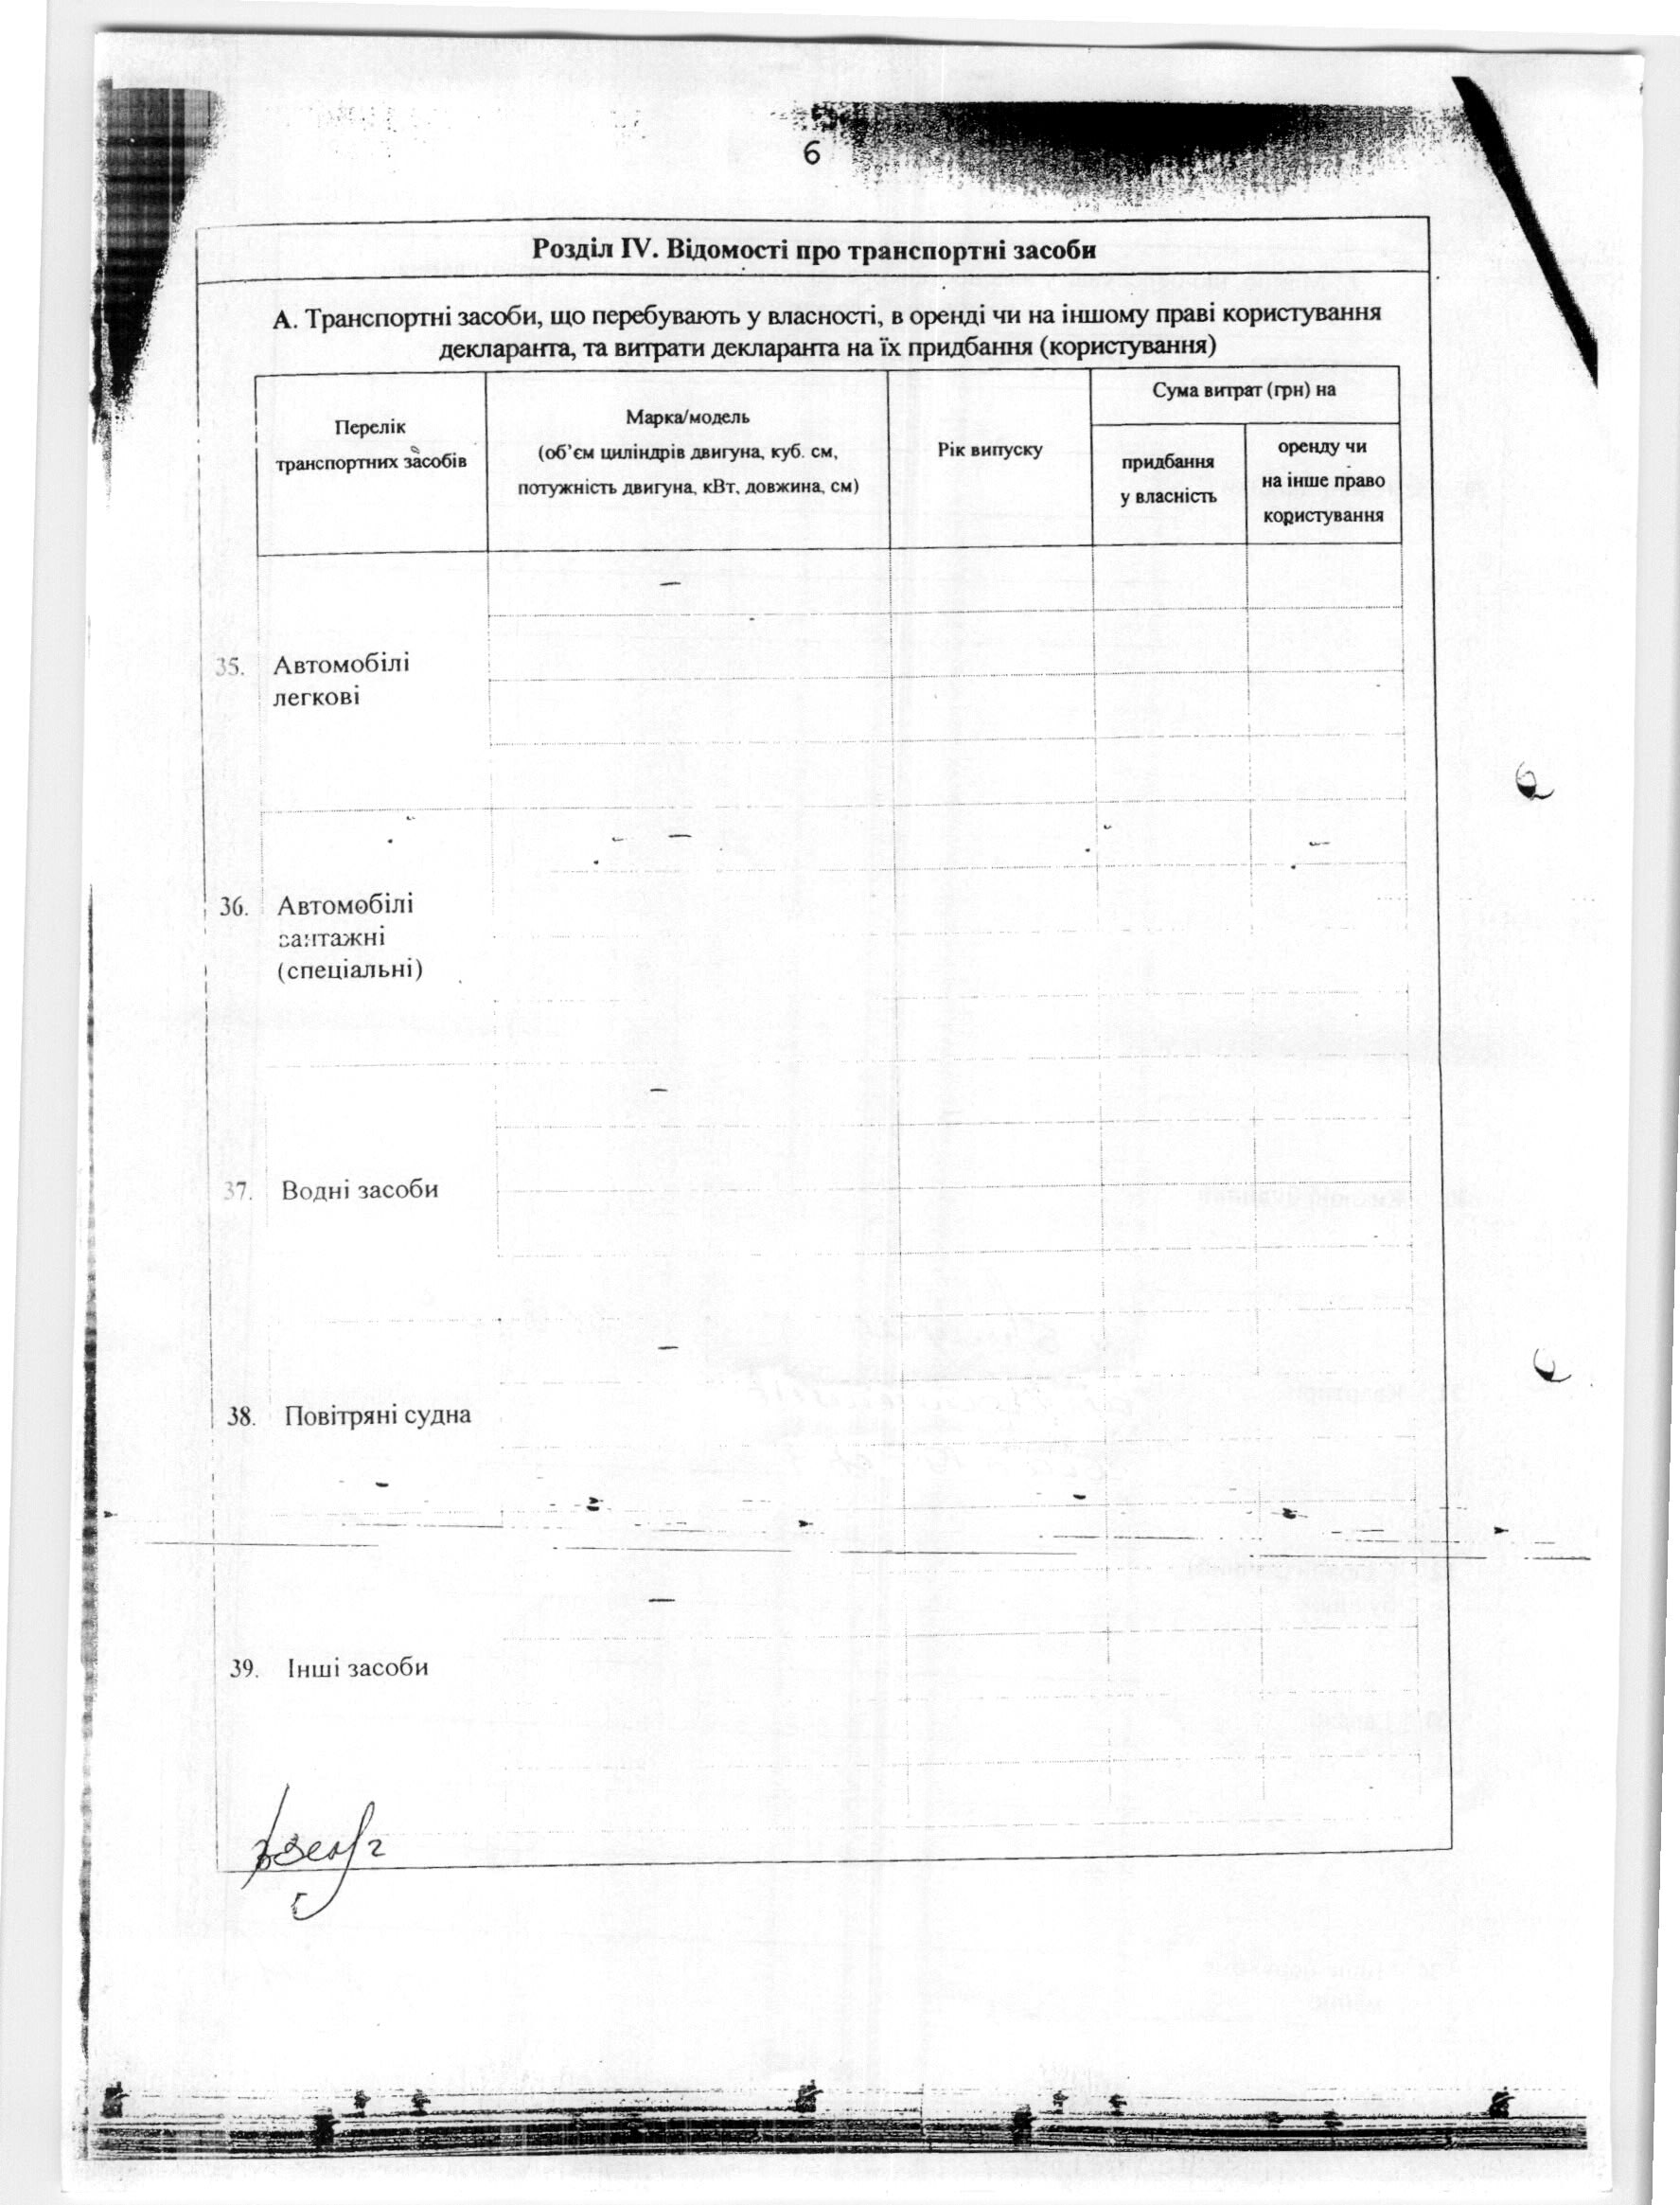 6
Розділ IV. Відомості про транспортні засоби
А. Транспортні засоби, що перебувають у власності, в оренді чи на іншому праві користування
декларанта, та витрати декларанта на їх придбання (користування)
Перелік
транспортних засобів
Марка/модель
(об’єм циліндрів двигуна, куб. см,
потужність двигуна, кВт, довжина, см)
Рік випуску
Сума витрат (грн) на
придбання
у власність
оренду чи
на інше право
користування
35. Автомобілі
легкові
–
36. Автомобілі
вантажні
(спеціальні)
–
37. Водні засоби
–
38. Повітряні судна
–
39. Інші засоби
–